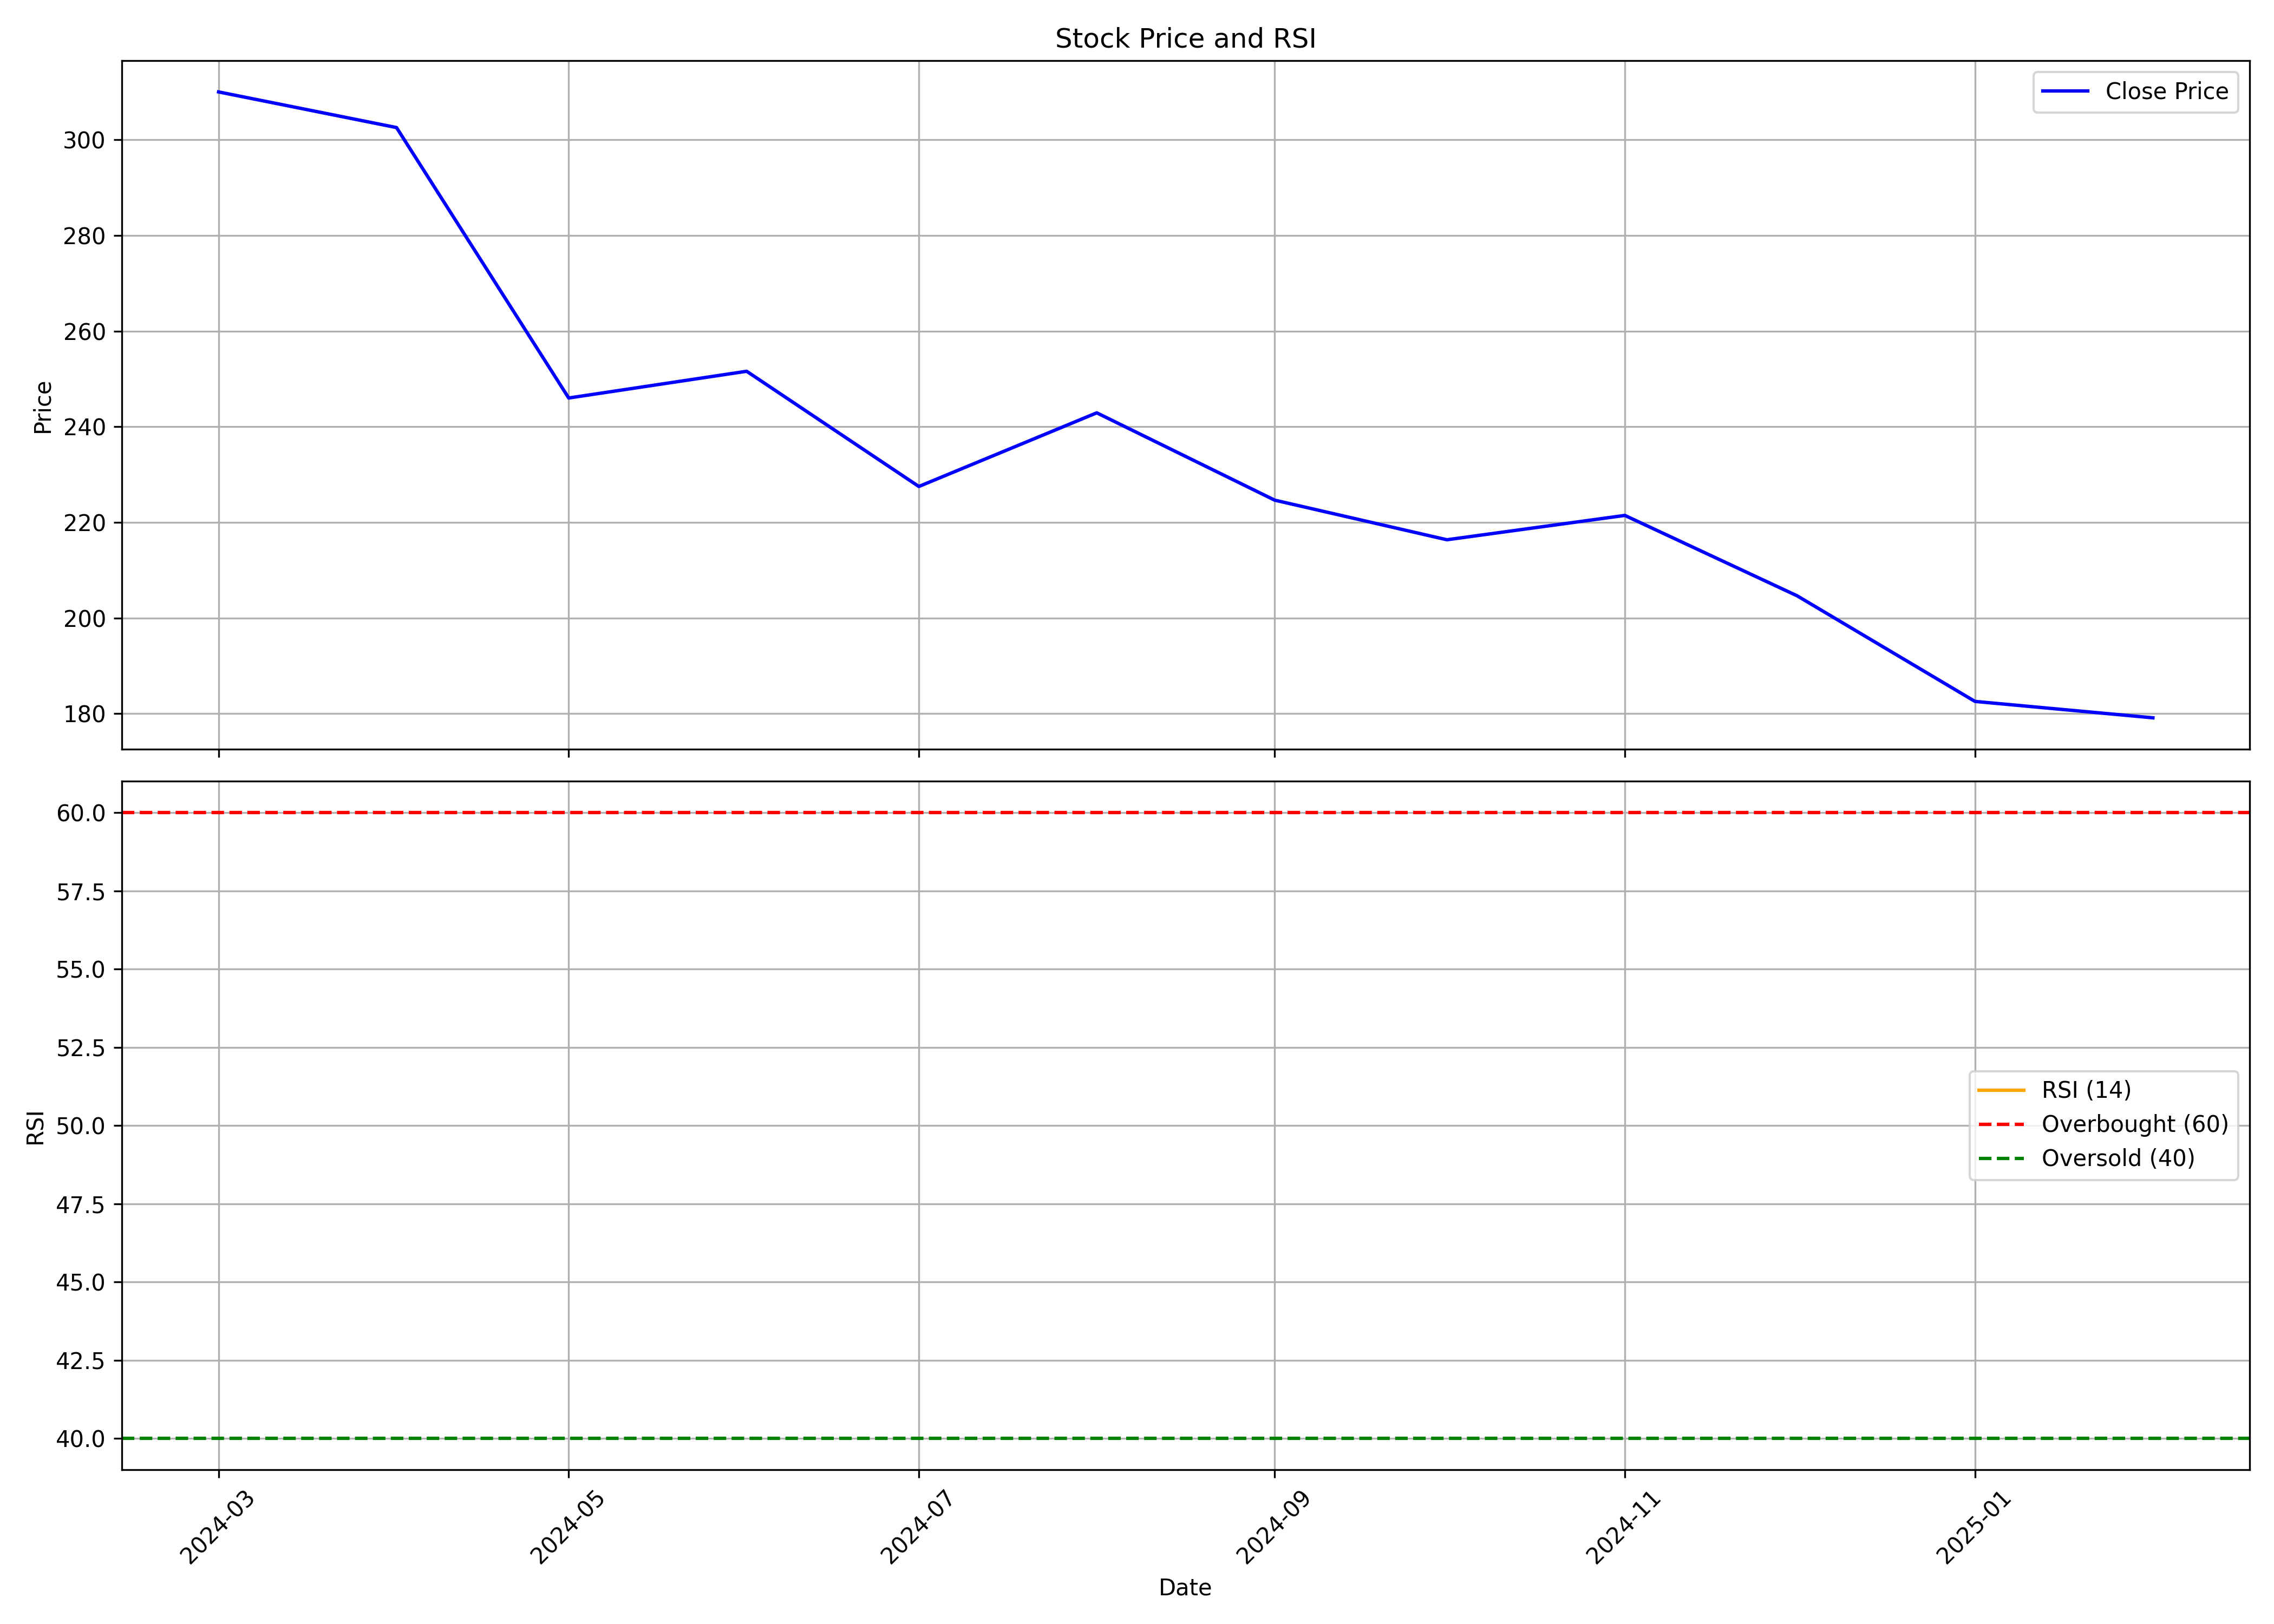 Stock Price and RSI
Close Price
Price
300
280
260
240
220
200
180
RSI
60.0
57.5
55.0
52.5
50.0
47.5
45.0
42.5
40.0
RSI (14)
Overbought (60)
Oversold (40)
2024-03
2024-05
2024-07
2024-09
2024-11
2025-01
Date